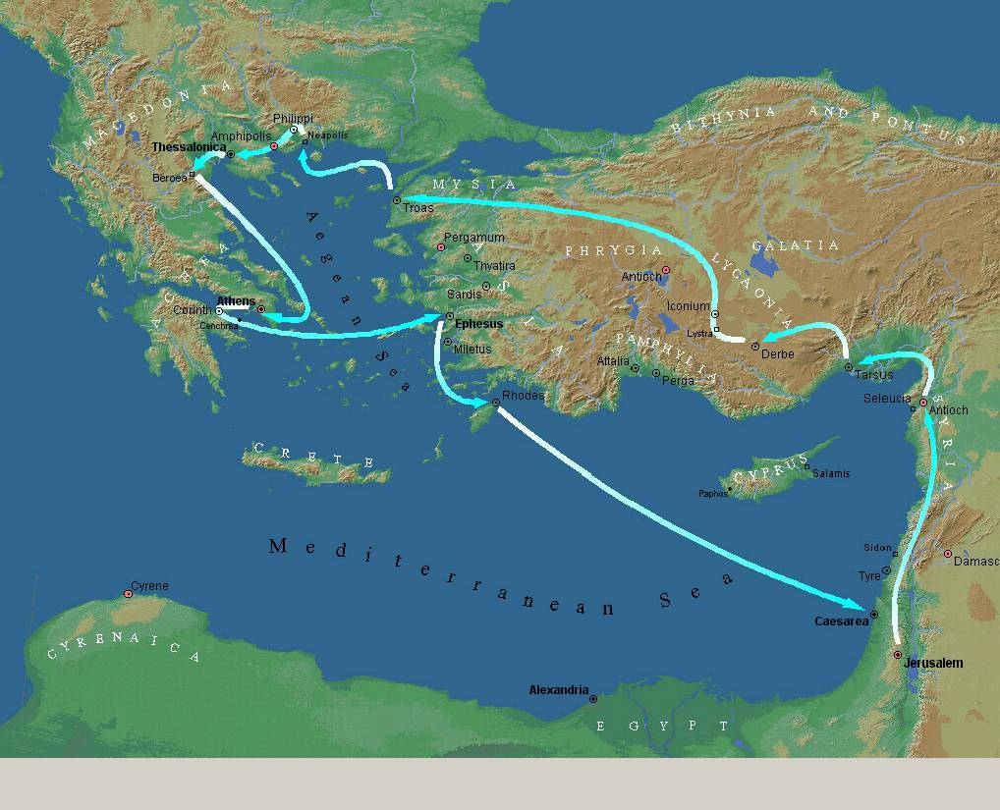 MACEDONIA
BITHYNIA AND PONTUS
Philippi
Neapolis
Amphipolis
Thessalonica
Beroea
MYSIA
Troas
Aegean Sea
ACHEA
Pergamum
Thyatira
Sardis
ASIA
PHRYGIA
GALATIA
LYCAONIA
Antioch
Iconium
Lystra
Derbe
Athens
Corinth
Cenchrea
Ephesus
Miletus
PAMPHYLIA
Attalia
Perga
Tarsus
Rhodes
Seleucia
Antioch
SYRIA
CRETE
CYPRUS
Salamis
Paphos
Mediterranean Sea
Sidon
Damasc
Tyre
Cyrene
CYRENAICA
Caesarea
Jerusalem
Alexandria
EGYPT